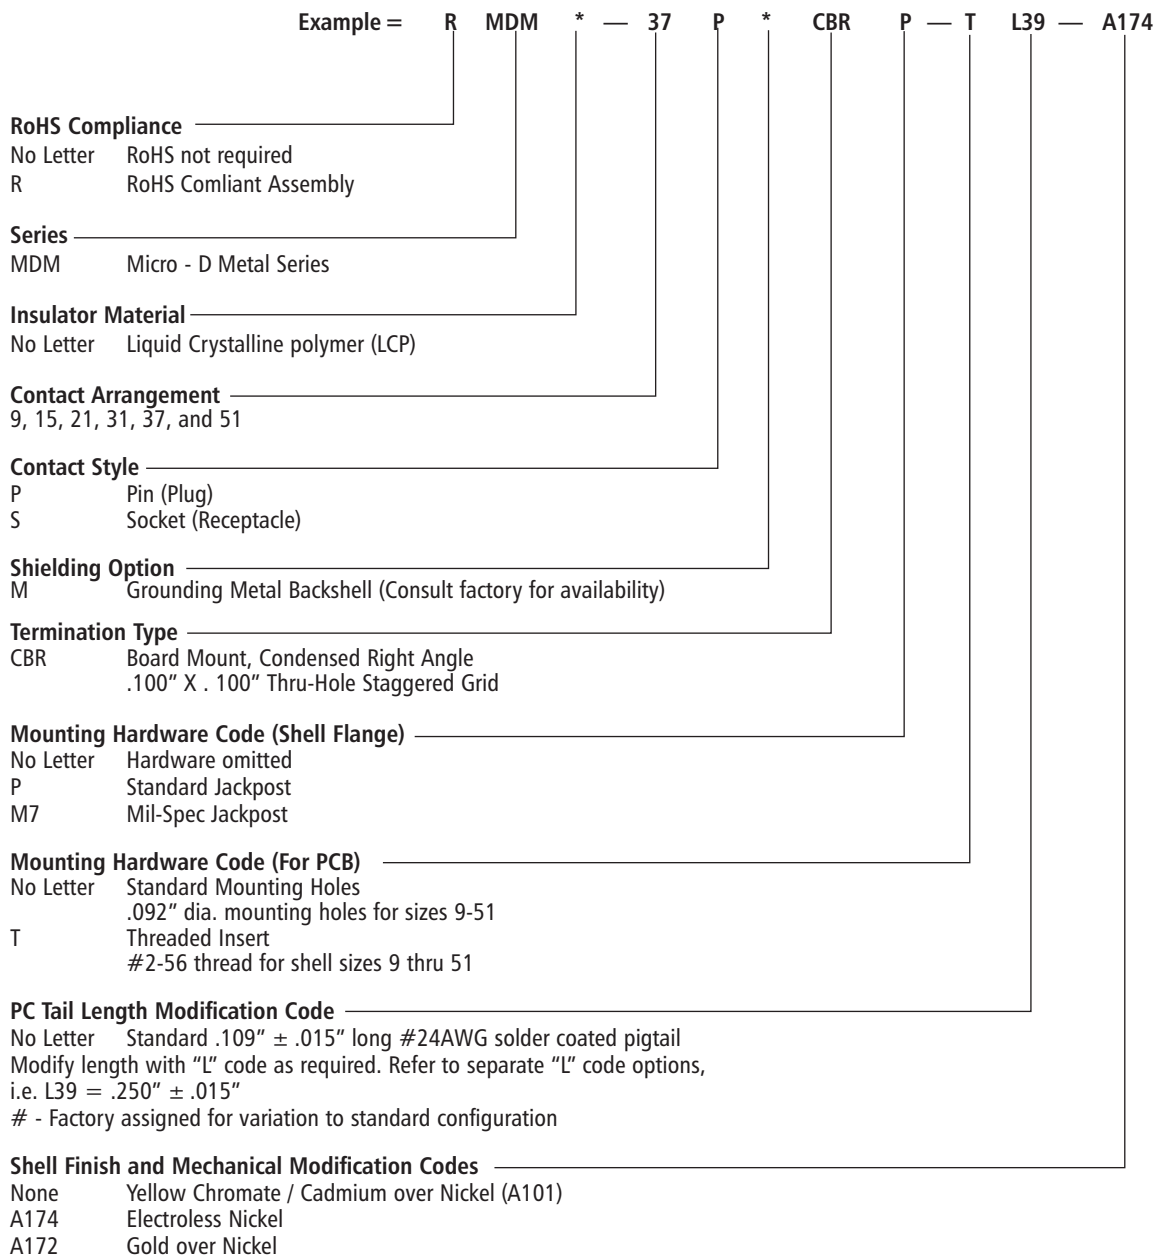 Example = R MDM * — 37 P * CBR P — T L39 — A174
RoHS Compliance
No Letter RoHS not required
R RoHS Comliant Assembly
Series
MDM Micro - D Metal Series
Insulator Material
No Letter Liquid Crystalline polymer (LCP)
Contact Arrangement
9, 15, 21, 31, 37, and 51
Contact Style
P Pin (Plug)
S Socket (Receptacle)
Shielding Option
M Grounding Metal Backshell (Consult factory for availability)
Termination Type
CBR Board Mount, Condensed Right Angle
.100” X . 100” Thru-Hole Staggered Grid
Mounting Hardware Code (Shell Flange)
No Letter Hardware omitted
P Standard Jackpost
M7 Mil-Spec Jackpost
Mounting Hardware Code (For PCB)
No Letter Standard Mounting Holes
.092” dia. mounting holes for sizes 9-51
T Threaded Insert
#2-56 thread for shell sizes 9 thru 51
PC Tail Length Modification Code
No Letter Standard .109” ± .015” long #24AWG solder coated pigtail
Modify length with “L” code as required. Refer to separate “L” code options,
i.e. L39 = .250” ± .015”
# - Factory assigned for variation to standard configuration
Shell Finish and Mechanical Modification Codes
None Yellow Chromate / Cadmium over Nickel (A101)
A174 Electroless Nickel
A172 Gold over Nickel